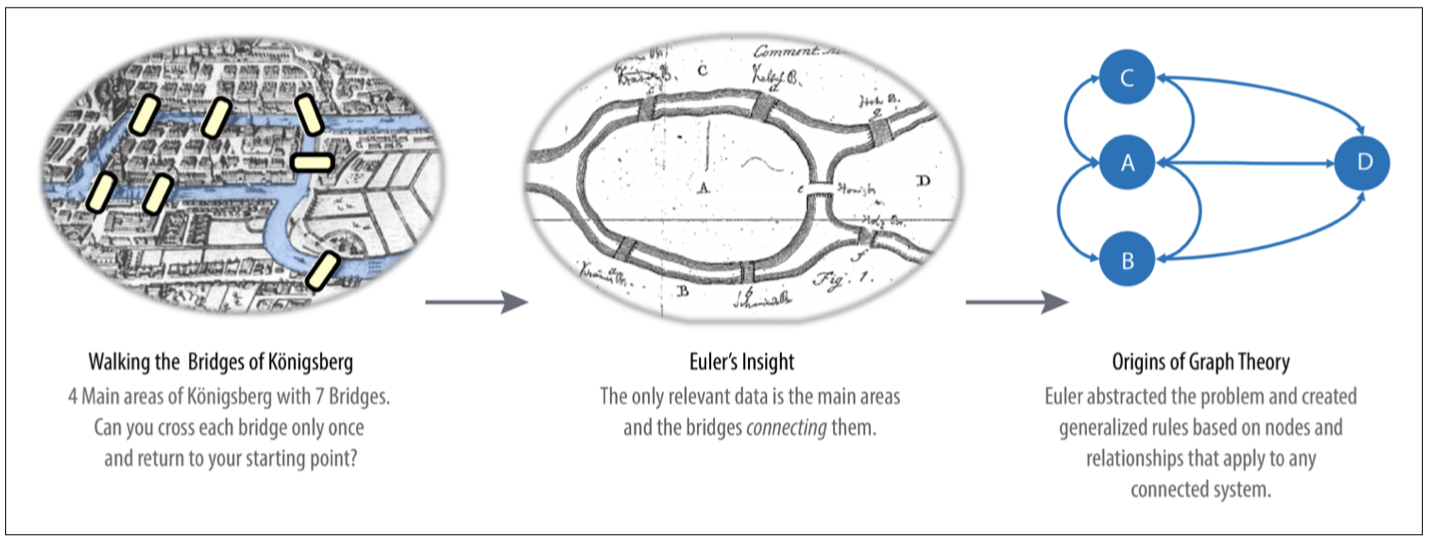 Comment.
C
A
D
e
B
b
Fig. 1.
C
A
D
B
Walking the Bridges of Königsberg
4 Main areas of Königsberg with 7 Bridges.
Can you cross each bridge only once
and return to your starting point?
Euler's Insight
The only relevant data is the main areas
and the bridges connecting them.
Origins of Graph Theory
Euler abstracted the problem and created
generalized rules based on nodes and
relationships that apply to any
connected system.